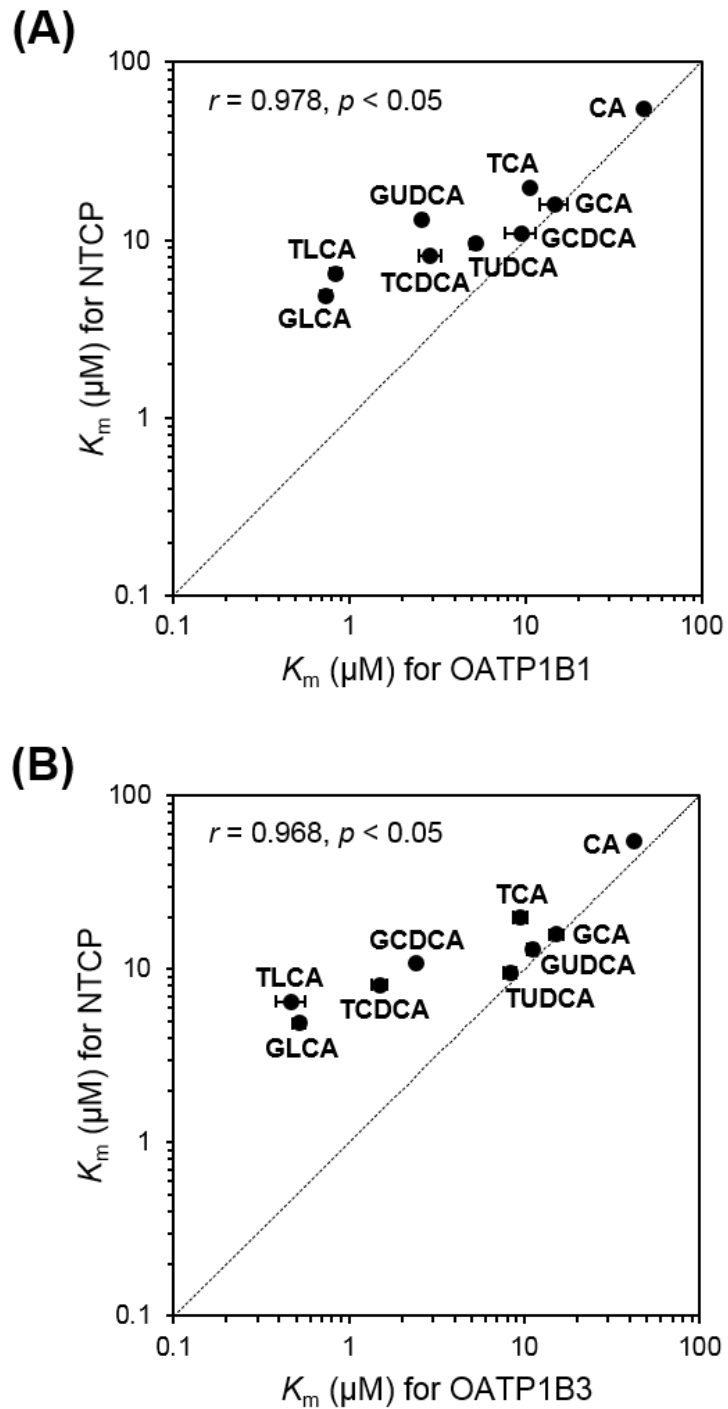 (A)
100
r = 0.978, p < 0.05
CA
TCA
GUDCA
GCA
GCDCA
10
TLCA
TUDCA
TCDCA
GLCA
Km (µM) for NTCP
1
0.1
0.1 1 10 100
Km (µM) for OATP1B1
(B)
100
r = 0.968, p < 0.05
CA
TCA
GCDCA
GCA
GUDCA
10
TLCA
TCDCA
TUDCA
GLCA
Km (µM) for NTCP
1
0.1
0.1 1 10 100
Km (µM) for OATP1B3